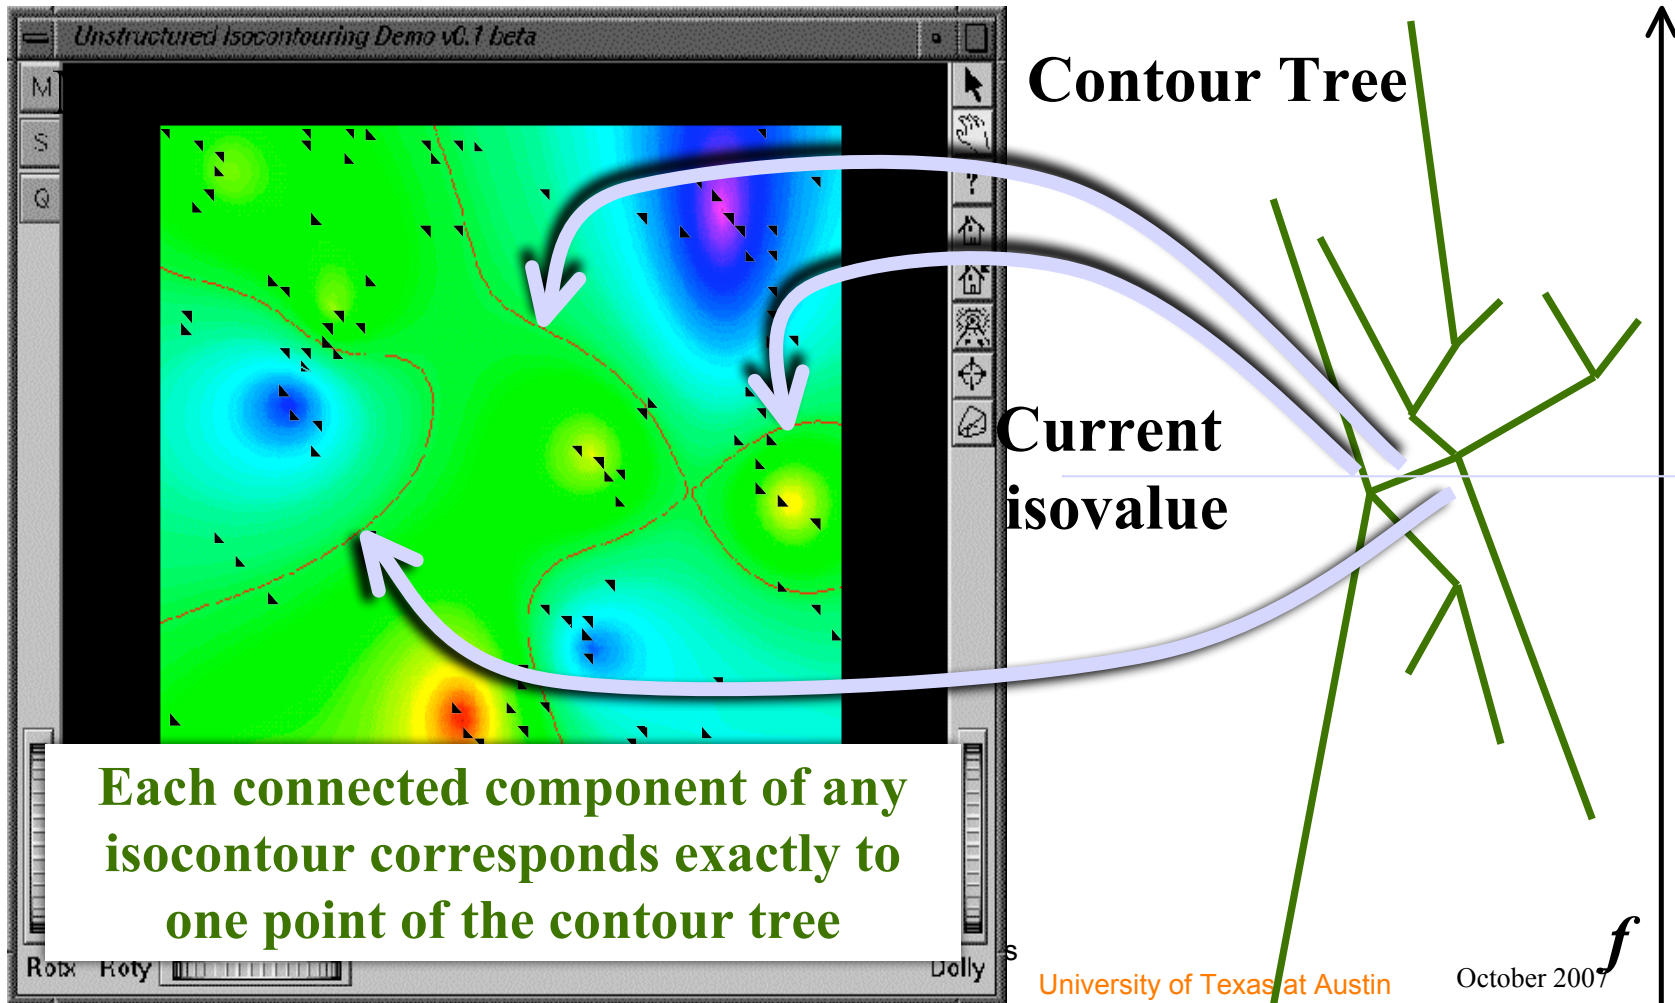 Unstructured Isocontouring Demo v0.1 beta
M
S
Q
?
Contour Tree
Current
isovalue
Each connected component of any
isocontour corresponds exactly to
one point of the contour tree
f
s
Rotx Roty Dolly
University of Texas at Austin
October 2007